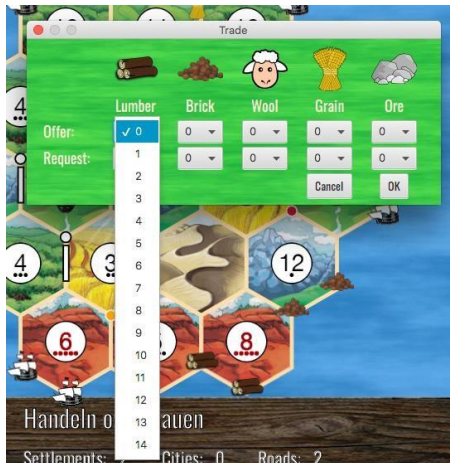 Trade
Lumber Brick Wool Grain Ore
Offer: ✓ 0 0 0 0 0
Request: 0 0 0 0
1
2
3
4
5
6
7
8
9
10
11
12
13
14
Cancel OK
4
4 3 12
6 8
Handeln o auen
Settlements: Cities: 0 Roads: 2